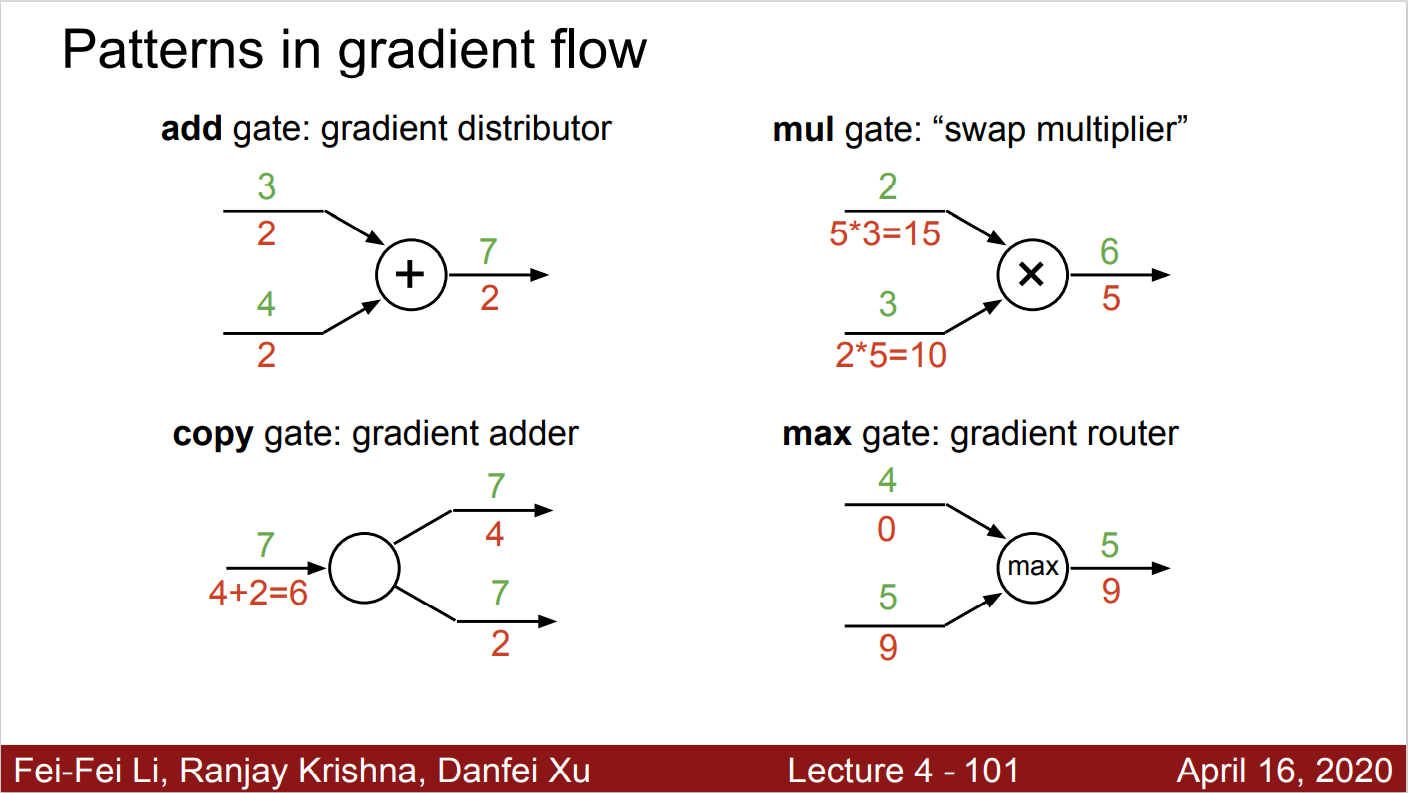 Patterns in gradient flow
add gate: gradient distributor
3
2
4
2
+
7
2
mul gate: “swap multiplier”
2
5*3=15
3
2*5=10
×
6
5
copy gate: gradient adder
7
4+2=6
7
4
7
2
max gate: gradient router
4
0
5
9
max
5
9
Fei-Fei Li, Ranjay Krishna, Danfei Xu
Lecture 4 - 101
April 16, 2020